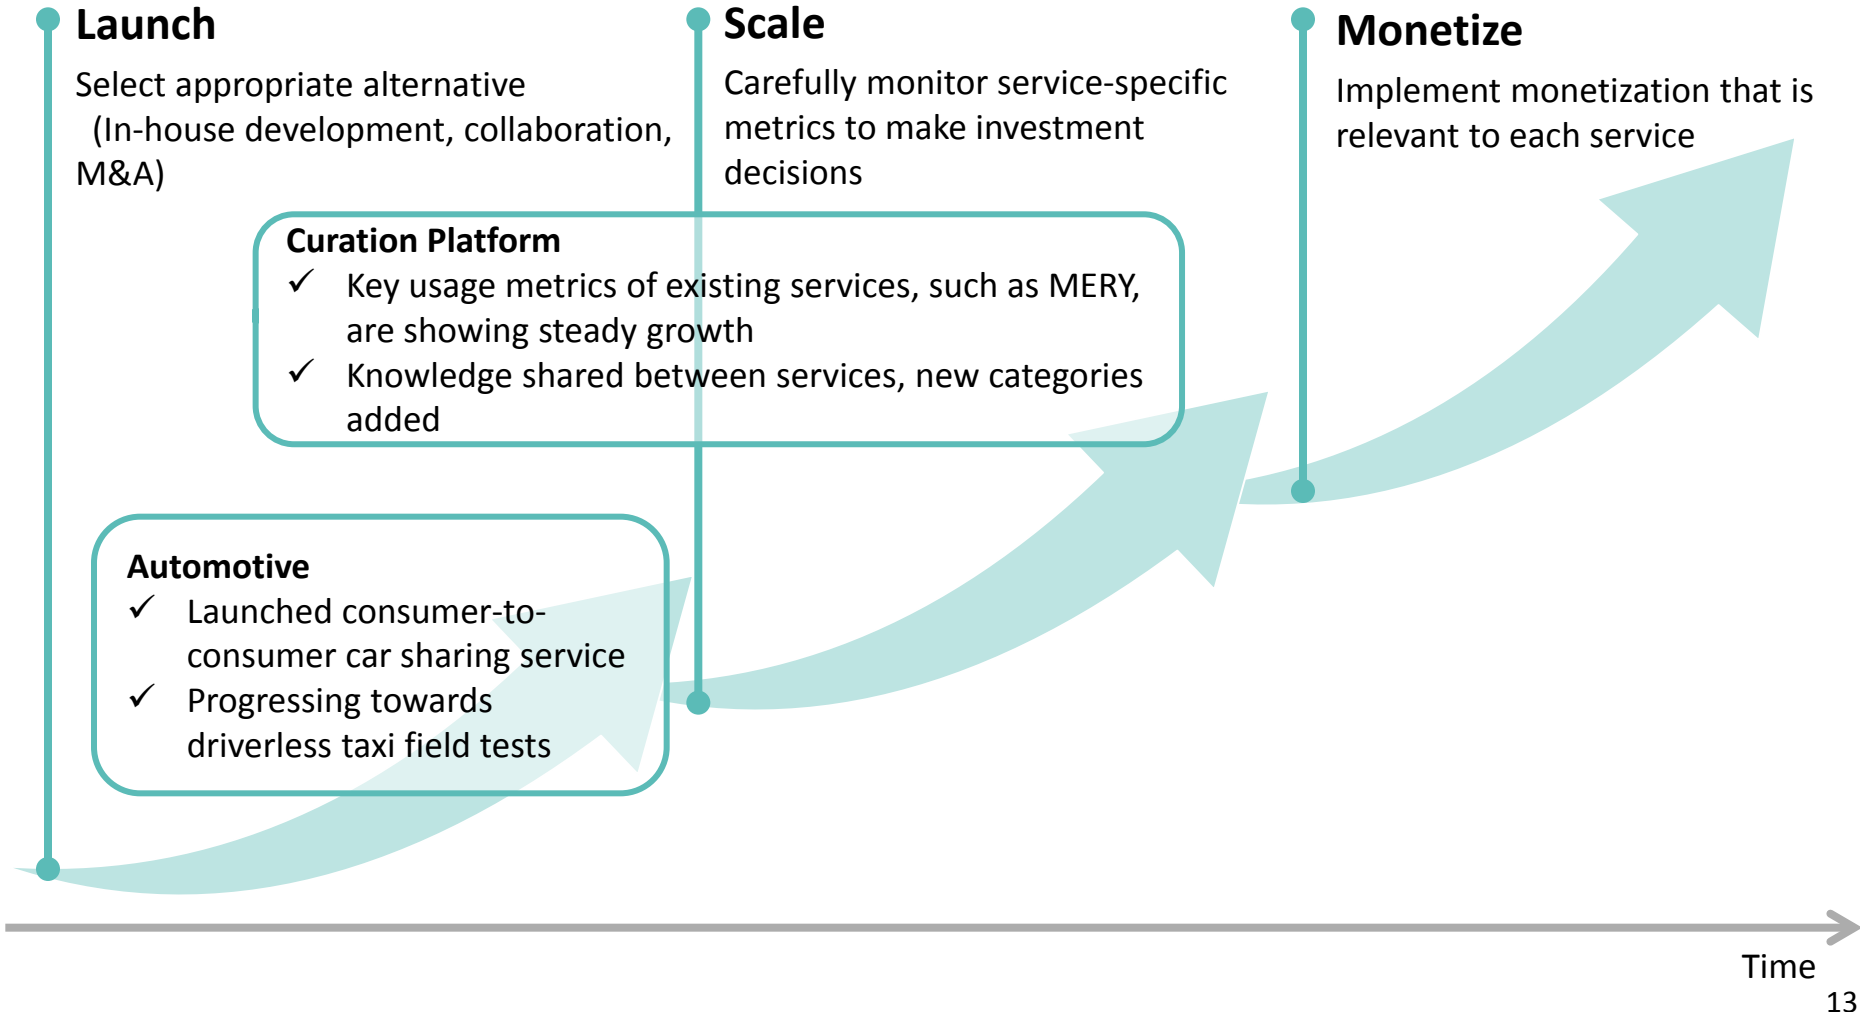 Launch
Select appropriate alternative
(In-house development, collaboration,
M&A)
Scale
Carefully monitor service-specific
metrics to make investment
decisions
Monetize
Implement monetization that is
relevant to each service
Curation Platform
✓ Key usage metrics of existing services, such as MERY,
are showing steady growth
✓ Knowledge shared between services, new categories
added
Automotive
✓ Launched consumer-to-
consumer car sharing service
✓ Progressing towards
driverless taxi field tests
Time
13